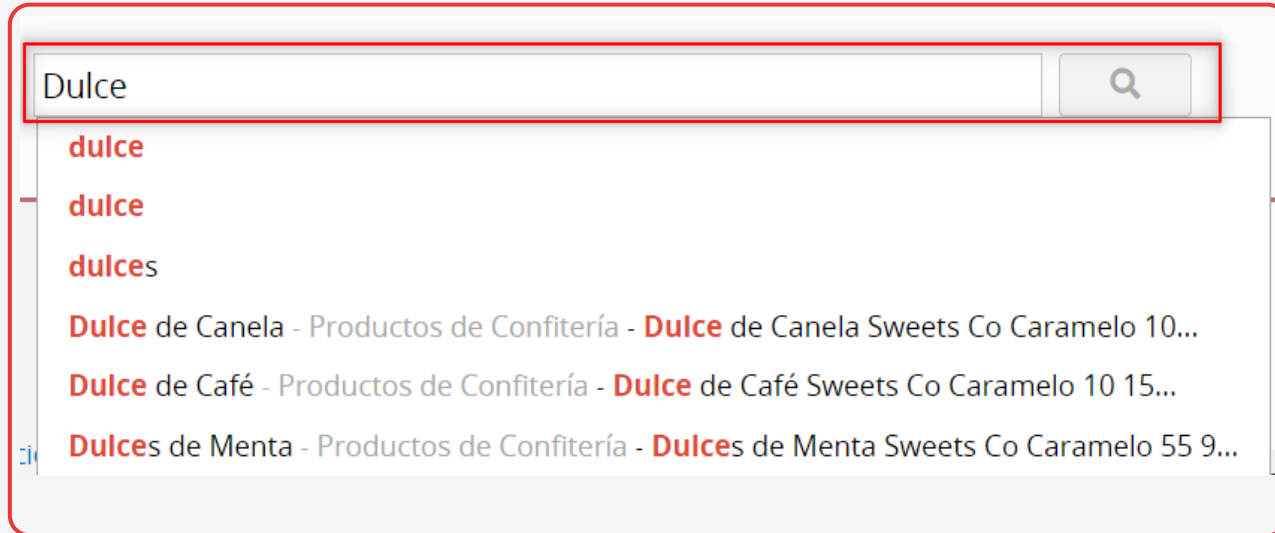 Dulce
dulce
dulce
dulces
Dulce de Canela - Productos de Confitería - Dulce de Canela Sweets Co Caramelo 10...
Dulce de Café - Productos de Confitería - Dulce de Café Sweets Co Caramelo 10 15...
Dulces de Menta - Productos de Confitería - Dulces de Menta Sweets Co Caramelo 55 9...